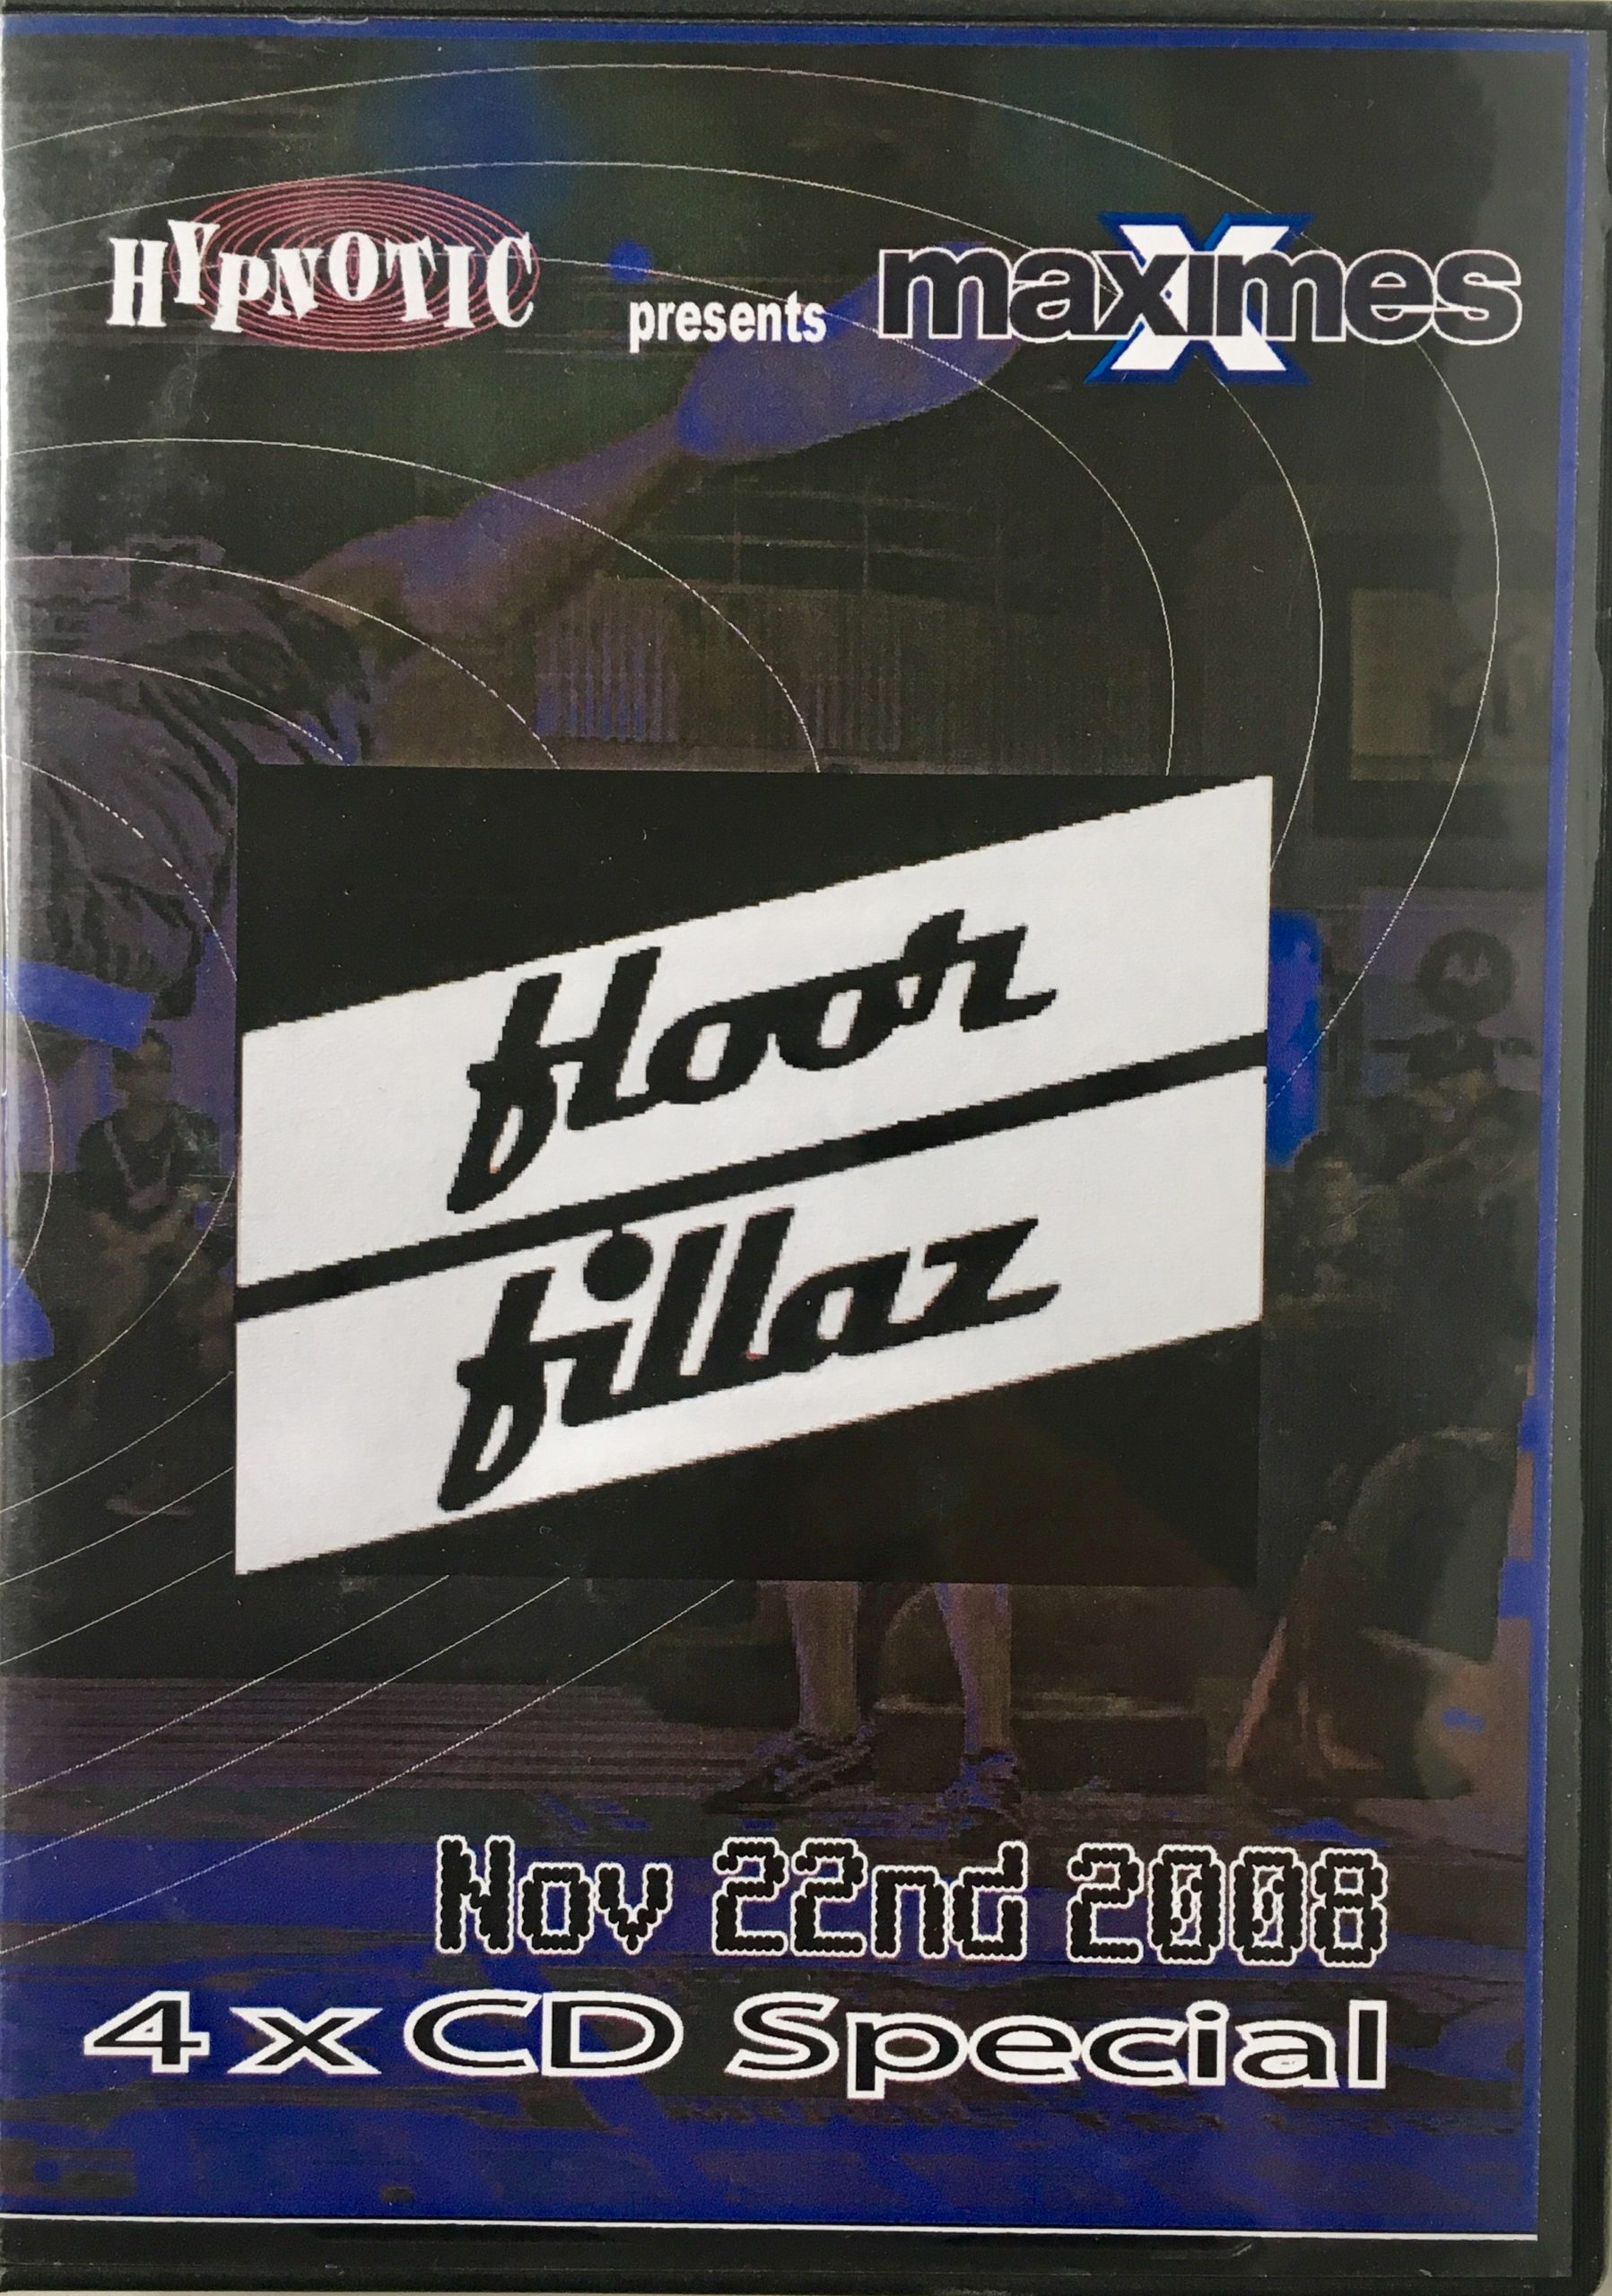 HYPNOTIC presents maximes
X
floor
fillaz
Nov 22nd 2008
4 x CD Special